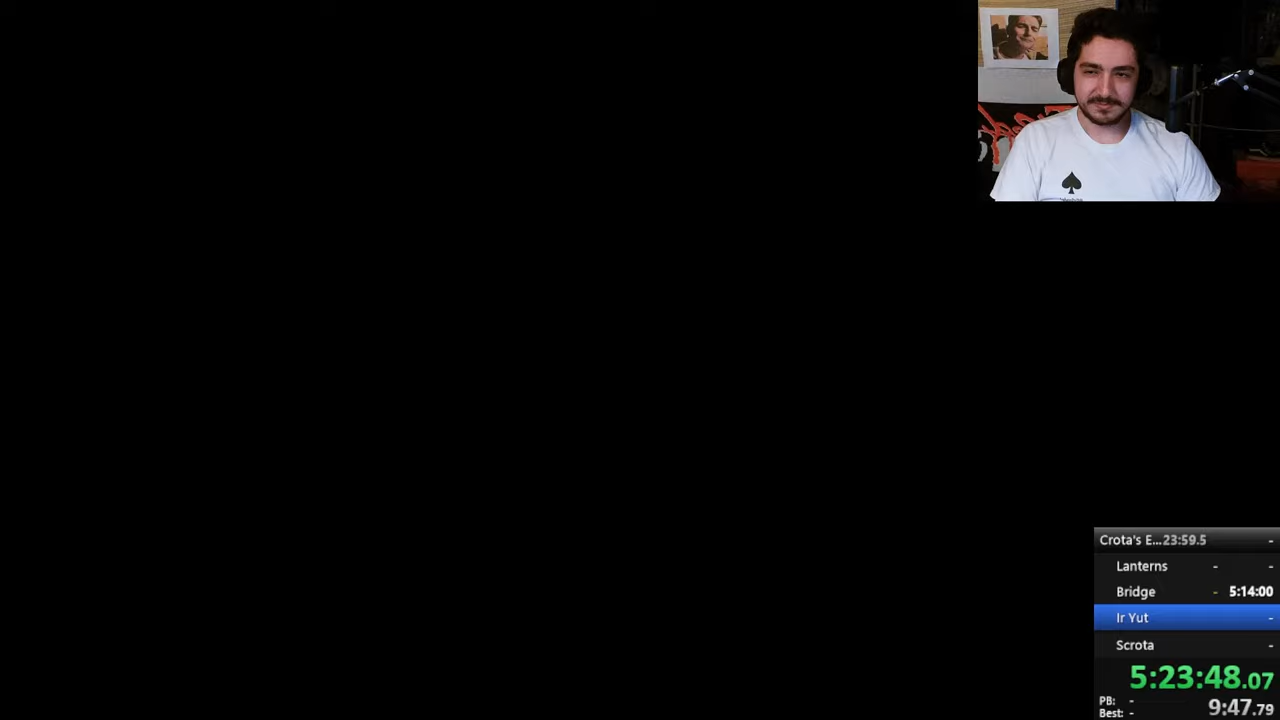 Crota's E... 23:59.5 -
Lanterns - -
Bridge - 5:14:00
Ir Yut -
Scrota -
5:23:48.07
PB: -
Best: - 9:47.79